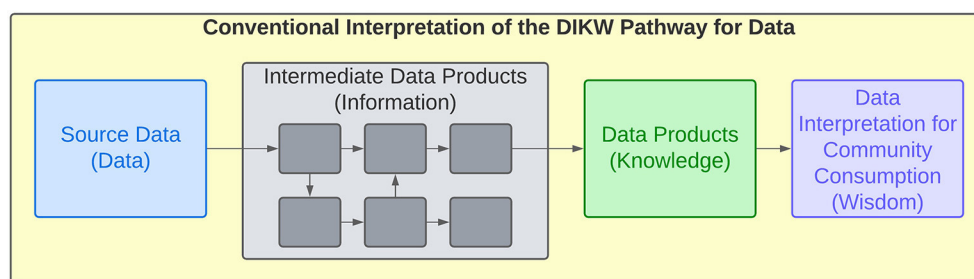 Conventional Interpretation of the DIKW Pathway for Data
Intermediate Data Products
(Information)
Source Data
(Data)
Data Products
(Knowledge)
Data
Interpretation for
Community
Consumption
(Wisdom)